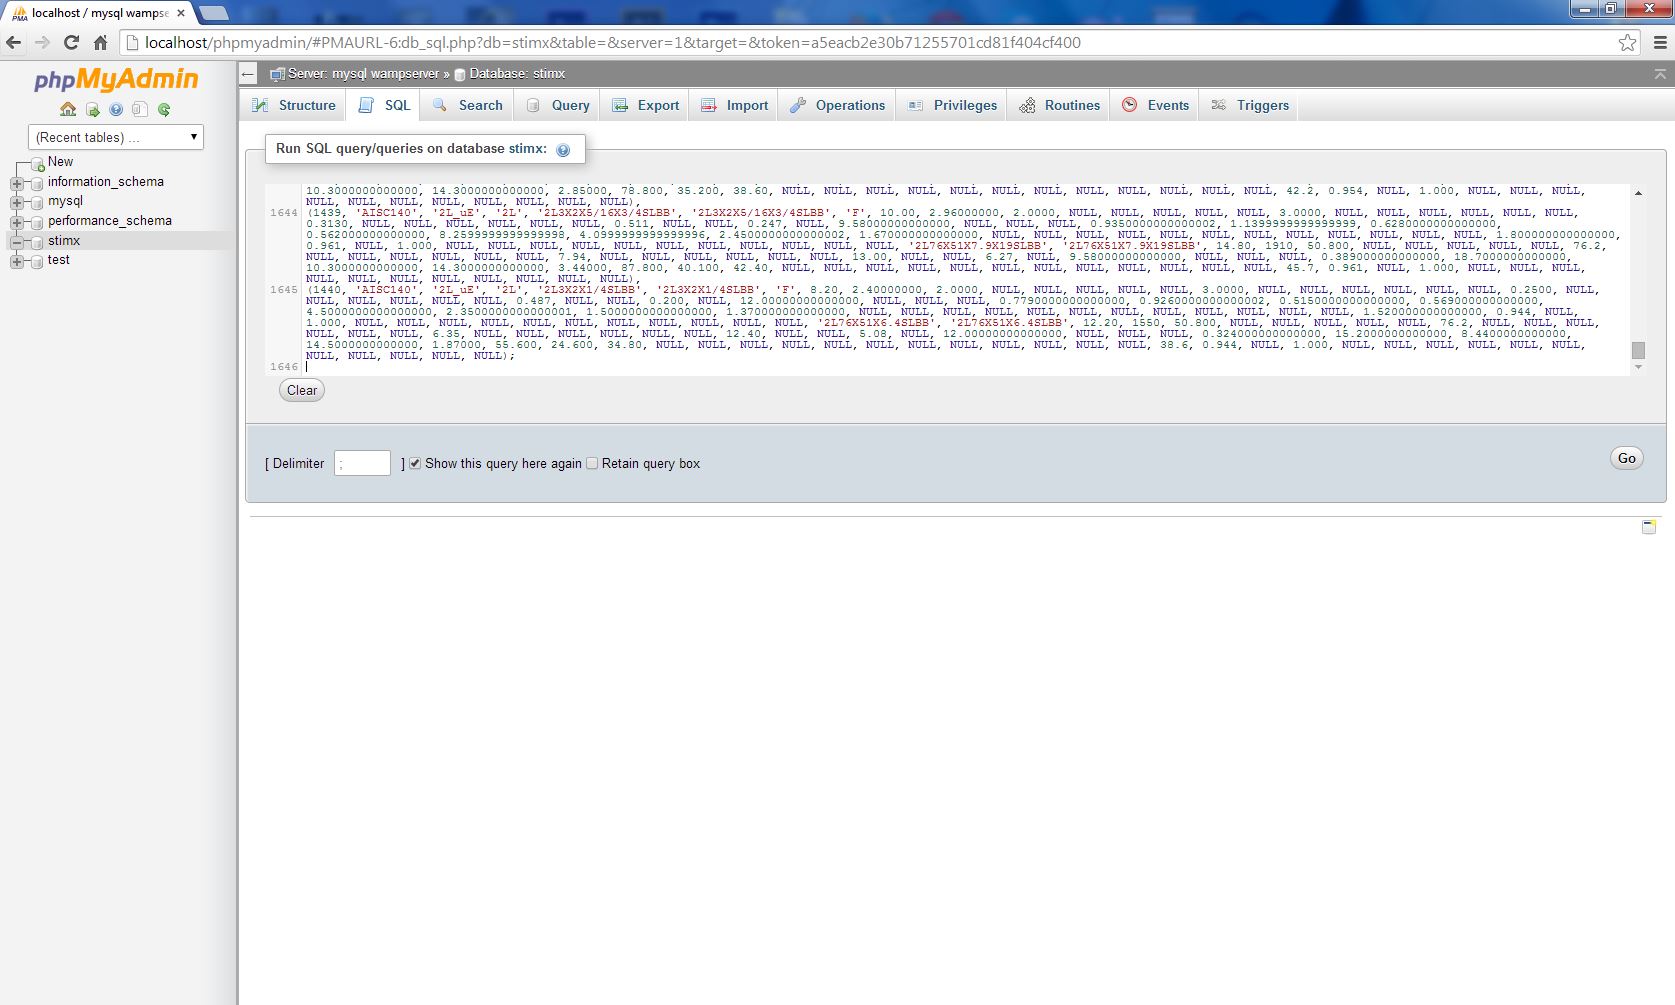 localhost / mysql wampse
localhost/phpmyadmin/#PMAURL-6:db_sql.php?db=stimx&table=&server=1&target=&token=a5eacb2e30b71255701cd81f404cf400
phpMyAdmin
(Recent tables) ...
New
information_schema
mysql
performance_schema
stimx
test
Server: mysql wampserver » Database: stimx
Structure SQL Search Query Export Import Operations Privileges Routines Events Triggers
Run SQL query/queries on database stimx:
10.3000000000000, 14.3000000000000, 2.85000, 78.800, 35.200, 38.60, NULL, NULL, NULL, NULL, NULL, NULL, NULL, NULL, NULL, NULL, NULL, NULL, 42.2, 0.954, NULL, 1.000, NULL, NULL, NULL, NULL,
NULL, NULL, NULL, NULL, NULL, NULL, NULL),
1644 (1439, 'AISC140', '2L_uE', '2L', '2L3X2X5/16X3/4SLBB', '2L3X2X5/16X3/4SLBB', 'F', 10.00, 2.96000000, 2.0000, NULL, NULL, NULL, NULL, NULL, 3.0000, NULL, NULL, NULL, NULL, NULL, NULL,
0.3130, NULL, NULL, NULL, NULL, NULL, 0.511, NULL, 0.247, NULL, 9.58000000000000, NULL, NULL, NULL, 0.9350000000000002, 1.1399999999999999, 0.6280000000000000,
0.562000000000000, 8.2599999999999998, 4.0999999999999996, 2.4500000000000002, 1.67000000000000, NULL, NULL, NULL, NULL, NULL, NULL, NULL, NULL, NULL, NULL, NULL, NULL, 1.800000000000000,
0.961, NULL, 1.000, NULL, NULL, NULL, NULL, NULL, NULL, NULL, NULL, NULL, NULL, '2L76X51X7.9X19SLBB', '2L76X51X7.9X19SLBB', 14.80, 1910, 50.800, NULL, NULL, NULL, NULL, NULL, 76.2,
NULL, NULL, NULL, NULL, NULL, NULL, 7.94, NULL, NULL, NULL, NULL, NULL, 13.00, NULL, NULL, 6.27, NULL, 9.58000000000000, NULL, NULL, NULL, 0.389000000000000, 18.7000000000000,
10.3000000000000, 14.3000000000000, 3.44000, 87.800, 40.100, 42.40, NULL, NULL, NULL, NULL, NULL, NULL, NULL, NULL, NULL, NULL, NULL, NULL, 45.7, 0.961, NULL, 1.000, NULL, NULL, NULL, NULL,
NULL, NULL, NULL, NULL, NULL, NULL, NULL),
1645 (1440, 'AISC140', '2L_uE', '2L', '2L3X2X1/4SLBB', '2L3X2X1/4SLBB', 'F', 8.20, 2.40000000, 2.0000, NULL, NULL, NULL, NULL, NULL, 3.0000, NULL, NULL, NULL, NULL, NULL, NULL, 0.2500, NULL,
NULL, NULL, NULL, NULL, NULL, 0.487, NULL, NULL, 0.200, NULL, 12.0000000000000, NULL, NULL, NULL, 0.7790000000000000, 0.9260000000000002, 0.5150000000000000, 0.569000000000000,
4.5000000000000000, 2.3500000000000001, 1.5000000000000000, 1.37000000000000, NULL, NULL, NULL, NULL, NULL, NULL, NULL, NULL, NULL, NULL, NULL, NULL, 1.520000000000000, 0.944, NULL,
1.000, NULL, NULL, NULL, NULL, NULL, NULL, NULL, NULL, NULL, NULL, '2L76X51X6.4SLBB', '2L76X51X6.4SLBB', 12.20, 1550, 50.800, NULL, NULL, NULL, NULL, NULL, 76.2, NULL, NULL, NULL,
NULL, NULL, NULL, 6.35, NULL, NULL, NULL, NULL, NULL, 12.40, NULL, NULL, 5.08, NULL, 12.0000000000000, NULL, NULL, NULL, 0.324000000000000, 15.2000000000000, 8.4400000000000,
14.5000000000000, 1.87000, 55.600, 24.600, 34.80, NULL, NULL, NULL, NULL, NULL, NULL, NULL, NULL, NULL, NULL, NULL, NULL, 38.6, 0.944, NULL, 1.000, NULL, NULL, NULL, NULL, NULL, NULL,
NULL, NULL, NULL, NULL, NULL);
1646
Clear
[ Delimiter ; ] Show this query here again Retain query box
Go